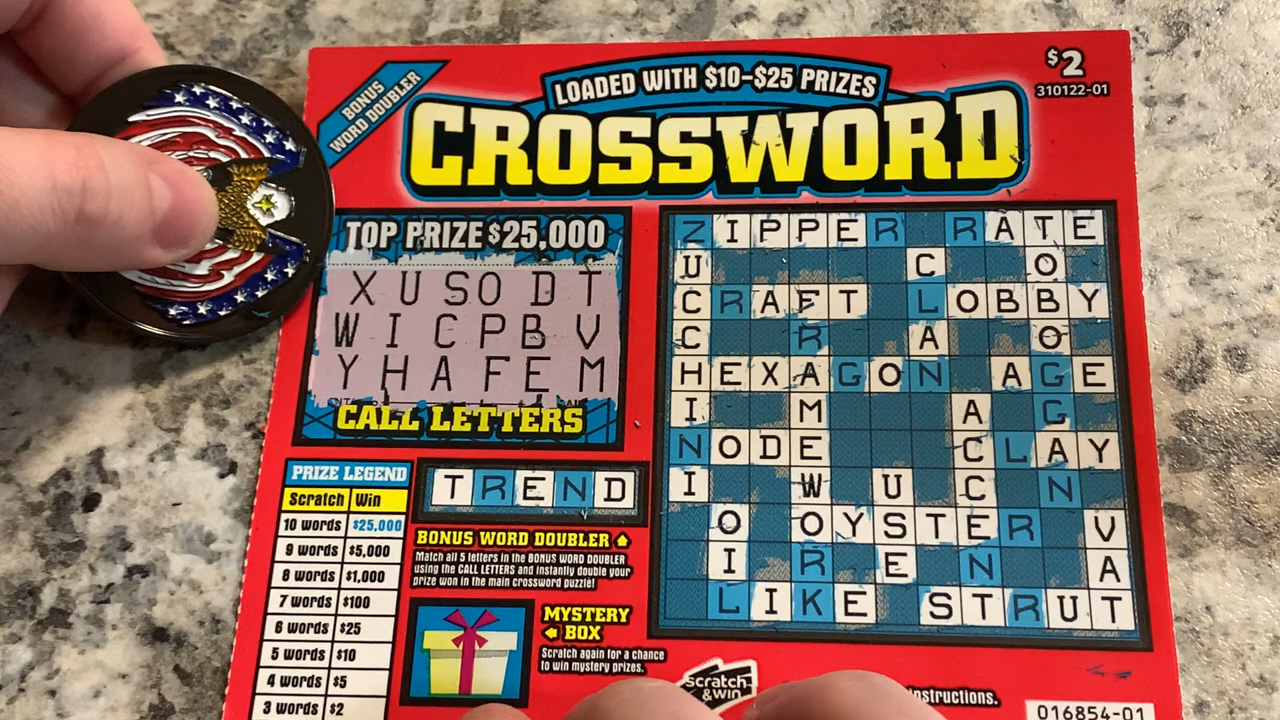 BONUS
WORD DOUBLER
LOADED WITH $10-$25 PRIZES
CROSSWORD
$2
310122-01
TOP PRIZE $25,000
X U S O D T
W I C P B V
Y H A F E M
CALL LETTERS
ZIPPER RATE
U C O
CRAFT LOBBY
C R A O
HEXAGON AGE
I M A G
NODE CLAY
I W U C N
O OYSTER V
I R E N A
LIKE STRUT
PRIZE LEGEND
Scratch Win
10 words $25,000
9 words $5,000
8 words $1,000
7 words $100
6 words $25
5 words $10
4 words $5
3 words $2
TREND
BONUS WORD DOUBLER
Match all 5 letters in the BONUS WORD DOUBLER
using the CALL LETTERS and instantly double your
prize won in the main crossword puzzle!
MYSTERY
BOX
Scratch again for a chance
to win mystery prizes.
scratch
&WIN
nstructions.
016854-01